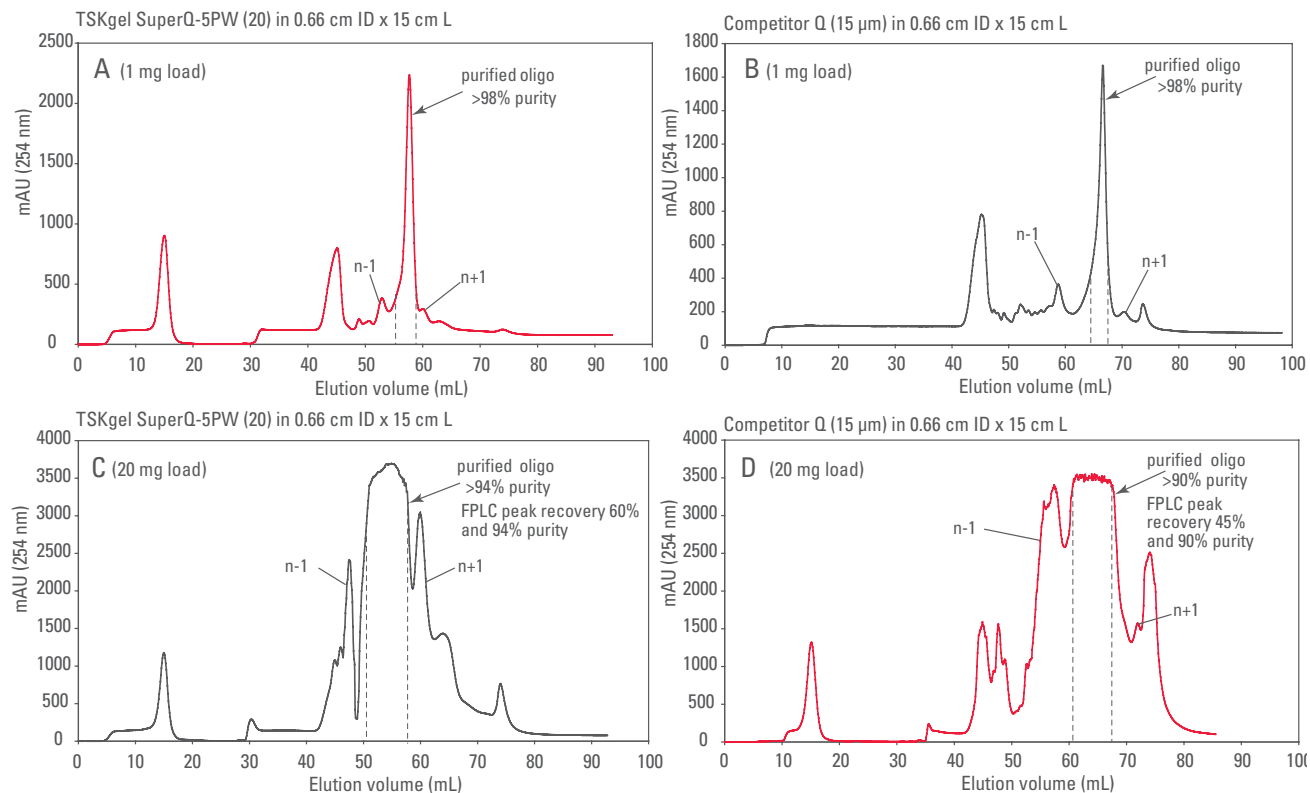 TSKgel SuperQ-5PW (20) in 0.66 cm ID x 15 cm L
A (1 mg load)
purified oligo
>98% purity
n-1
n+1
mAU (254 nm)
2500
2000
1500
1000
500
0
0 10 20 30 40 50 60 70 80 90 100
Elution volume (mL)
Competitor Q (15 µm) in 0.66 cm ID x 15 cm L
B (1 mg load)
purified oligo
>98% purity
n-1
n+1
mAU (254 nm)
1800
1600
1400
1200
1000
800
600
400
200
0
0 10 20 30 40 50 60 70 80 90 100
Elution volume (mL)
TSKgel SuperQ-5PW (20) in 0.66 cm ID x 15 cm L
C (20 mg load)
purified oligo
>94% purity
FPLC peak recovery 60%
and 94% purity
n-1
n+1
mAU (254 nm)
4000
3500
3000
2500
2000
1500
1000
500
0
0 10 20 30 40 50 60 70 80 90 100
Elution volume (mL)
Competitor Q (15 µm) in 0.66 cm ID x 15 cm L
D (20 mg load)
purified oligo
>90% purity
FPLC peak
recovery 45%
and 90% purity
n-1
n+1
mAU (254 nm)
4000
3500
3000
2500
2000
1500
1000
500
0
0 10 20 30 40 50 60 70 80 90 100
Elution volume (mL)